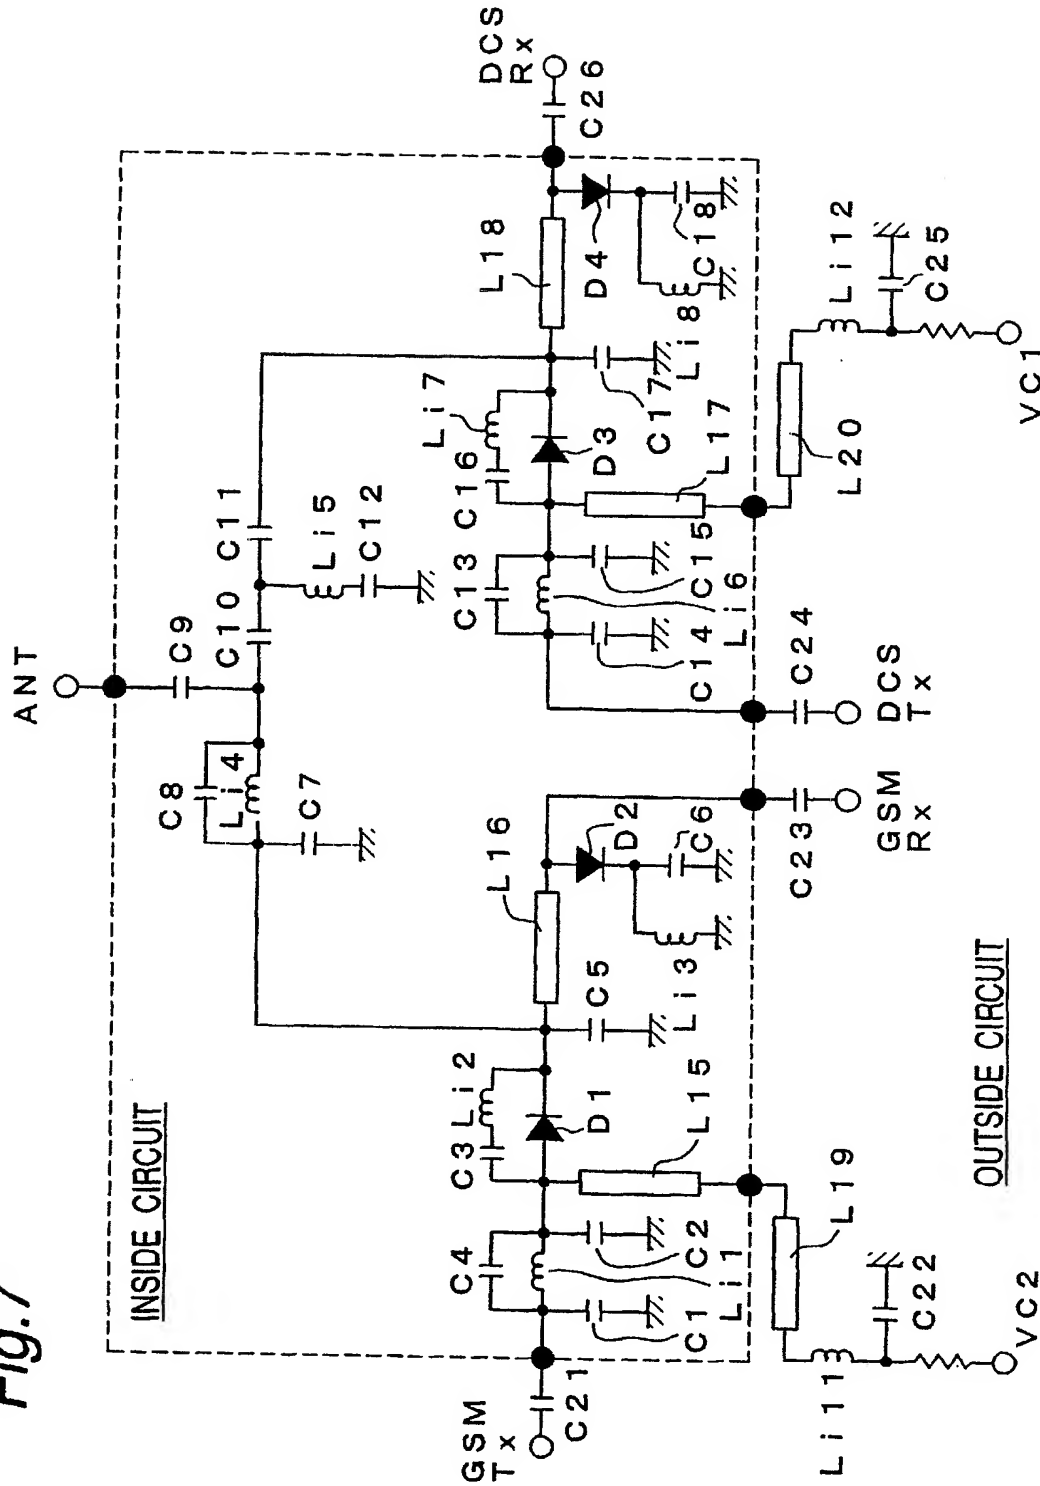 Fig. 7
INSIDE CIRCUIT
OUTSIDE CIRCUIT
ANT
C9
C8
Li4
C7
C10
C11
Li5
C12
GSM
Tx
C21
C4
C1
Li1
C2
C3
Li2
D1
L15
C5
L16
Li3
D2
C6
C23
GSM
Rx
L19
Li11
C22
VC2
DCS
Tx
C24
C13
C14
Li6
C15
C16
Li7
D3
L17
C17
L18
Li8
D4
C18
C26
DCS
Rx
L20
Li12
C25
VC1